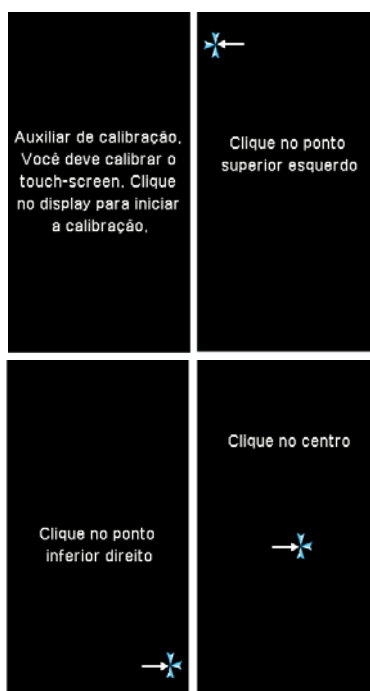 Auxiliar de calibração.
Você deve calibrar o
touch-screen. Clique
no display para iniciar
a calibração.
Clique no ponto
superior esquerdo
Clique no ponto
inferior direito
Clique no centro